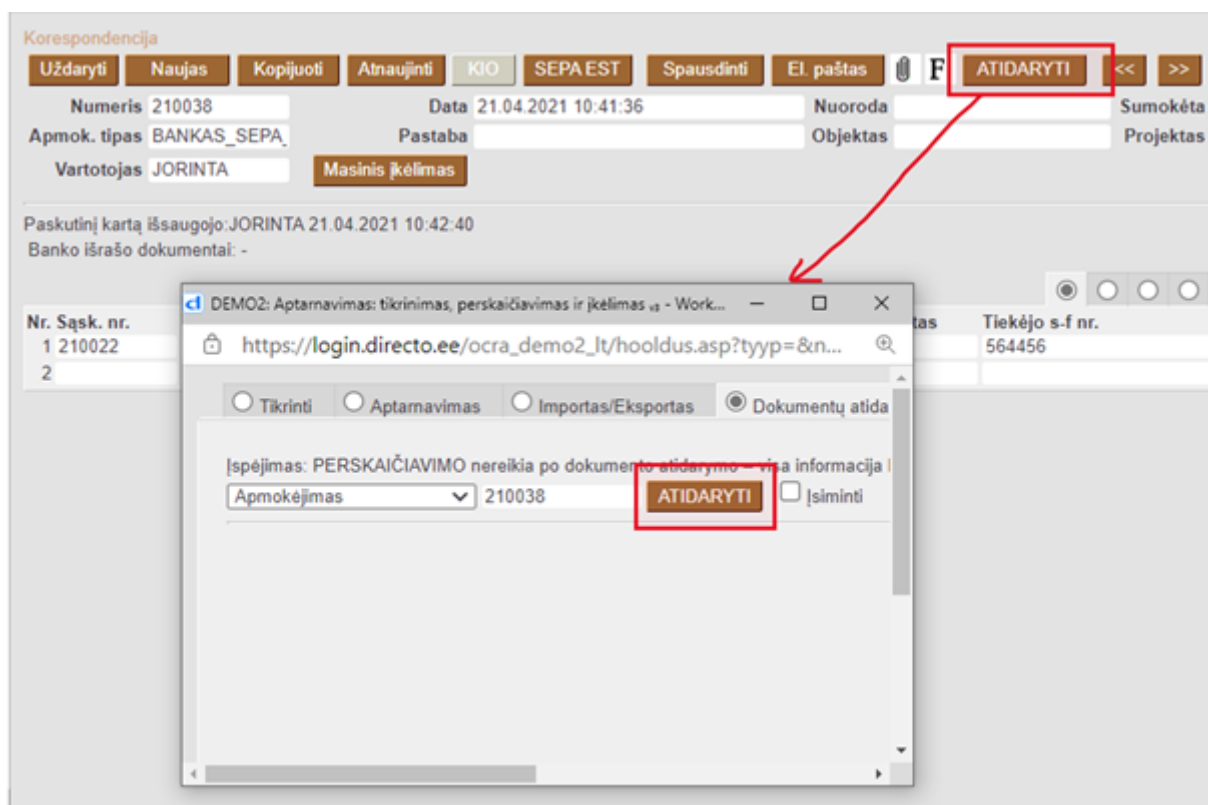 Korespondencija
Uždaryti Naujas Kopijuoti Atnaujinti KIO SEPA EST Spausdinti El. paštas F ATIDARYTI << >>
Numeris 210038 Data 21.04.2021 10:41:36 Nuoroda Sumokėta
Apmok. tipas BANKAS_SEPA_ Pastaba Objektas Projektas
Vartotojas JORINTA Masinis įkėlimas
Paskutinį kartą išsaugojo:JORINTA 21.04.2021 10:42:40
Banko išrašo dokumentai: -
Nr. Sąsk. nr. tas Tiekėjo s-f nr.
1 210022 564456
2
DEMO2: Aptarnavimas: tikrinimas, perskaičiavimas ir įkėlimas - Work...
https://login.directo.ee/ocra_demo2_lt/hooldus.asp?tyyp=&n...
Tikrinti Aptarnavimas Importas/Eksportas Dokumentų atida
Įspėjimas: PERSKAIČIAVIMO nereikia po dokumento atidarymo – visa informacija
Apmokėjimas 210038 ATIDARYTI Įsiminti